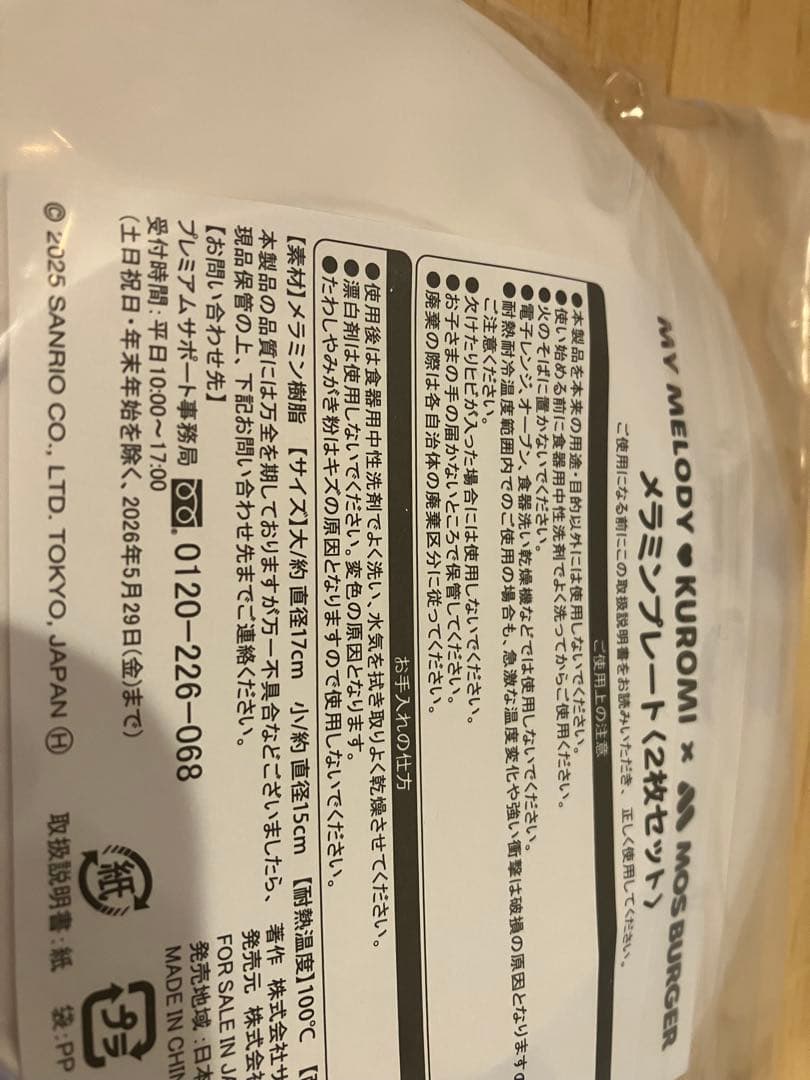 MY MELODY ♥ KUROMI × MOS BURGER
メラミンプレート〈2枚セット〉
ご使用になる前にこの取扱説明書をお読みいただき、正しく使用してください。
ご使用上の注意
●本製品を本来の用途・目的以外には使用しないでください。
●使い始める前に食器用中性洗剤でよく洗ってからご使用ください。
●火のそばに置かないでください。
●電子レンジ、オーブン、食器洗い乾燥機などでは使用しないでください。
●耐熱耐冷温度範囲内でのご使用の場合も、急激な温度変化や強い衝撃は破損の原因となりますの
ご注意ください。
●欠けたりヒビが入った場合には使用しないでください。
●お子さまの手の届かないところで保管してください。
●廃棄の際は各自治体の廃棄区分に従ってください。
お手入れの仕方
●使用後は食器用中性洗剤でよく洗い、水気を拭き取りよく乾燥させてください。
●漂白剤は使用しないでください。変色の原因となります。
●たわしやみがき粉はキズの原因となりますので使用しないでください。
【素材】メラミン樹脂 【サイズ】大/約 直径17cm 小/約 直径15cm 【耐熱温度】100℃
本製品の品質には万全を期しておりますが万一不具合などございましたら、
現品保管の上、下記お問い合わせ先までご連絡ください。
【お問い合わせ先】
プレミアムサポート事務局 0120-226-068
受付時間：平日10:00～17:00
(土日祝日・年末年始を除く、2026年5月29日(金)まで)
© 2025 SANRIO CO., LTD. TOKYO, JAPAN Ⓗ
著作 株式会社サ
発売元 株式会社
FOR SALE IN JA
発売地域：日本
MADE IN CHIN
紙
プラ
取扱説明書：紙 袋：PP